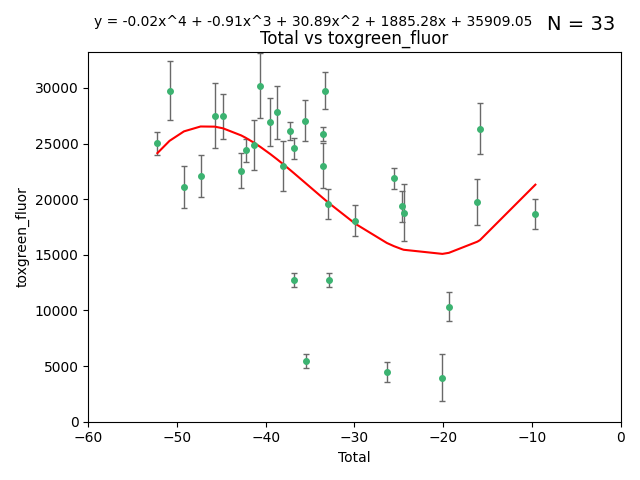 y = -0.02x^4 + -0.91x^3 + 30.89x^2 + 1885.28x + 35909.05
N = 33
Total vs toxgreen_fluor
toxgreen_fluor
30000
25000
20000
15000
10000
5000
0
−60
−50
−40
−30
−20
−10
0
Total